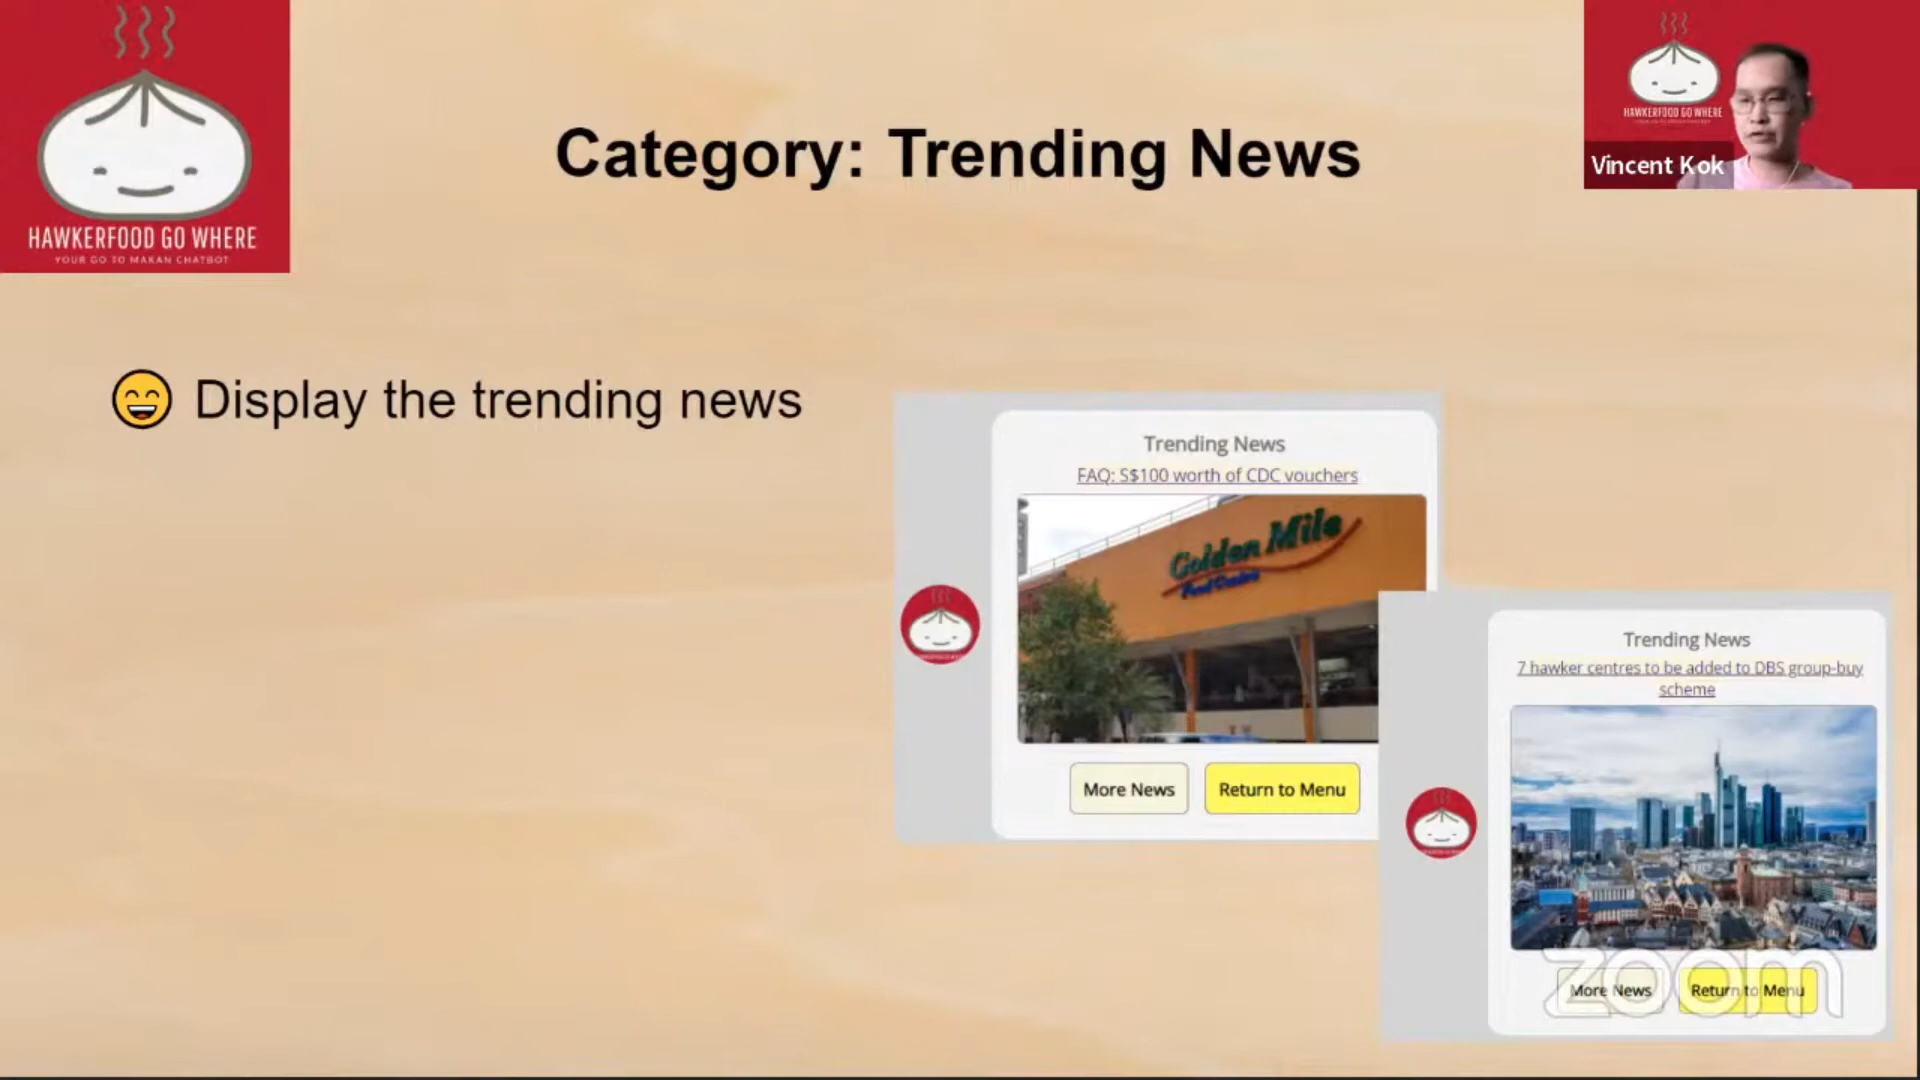 HAWKERFOOD GO WHERE
YOUR GO TO MAKAN CHATBOT
Category: Trending News
HAWKERFOOD GO WHERE
Vincent Kok
Display the trending news
Trending News
FAQ: S$100 worth of CDC vouchers
Golden Mile
Food Centre
More News
Return to Menu
Trending News
7 hawker centres to be added to DBS group-buy
scheme
More News
Return to Menu
zoom